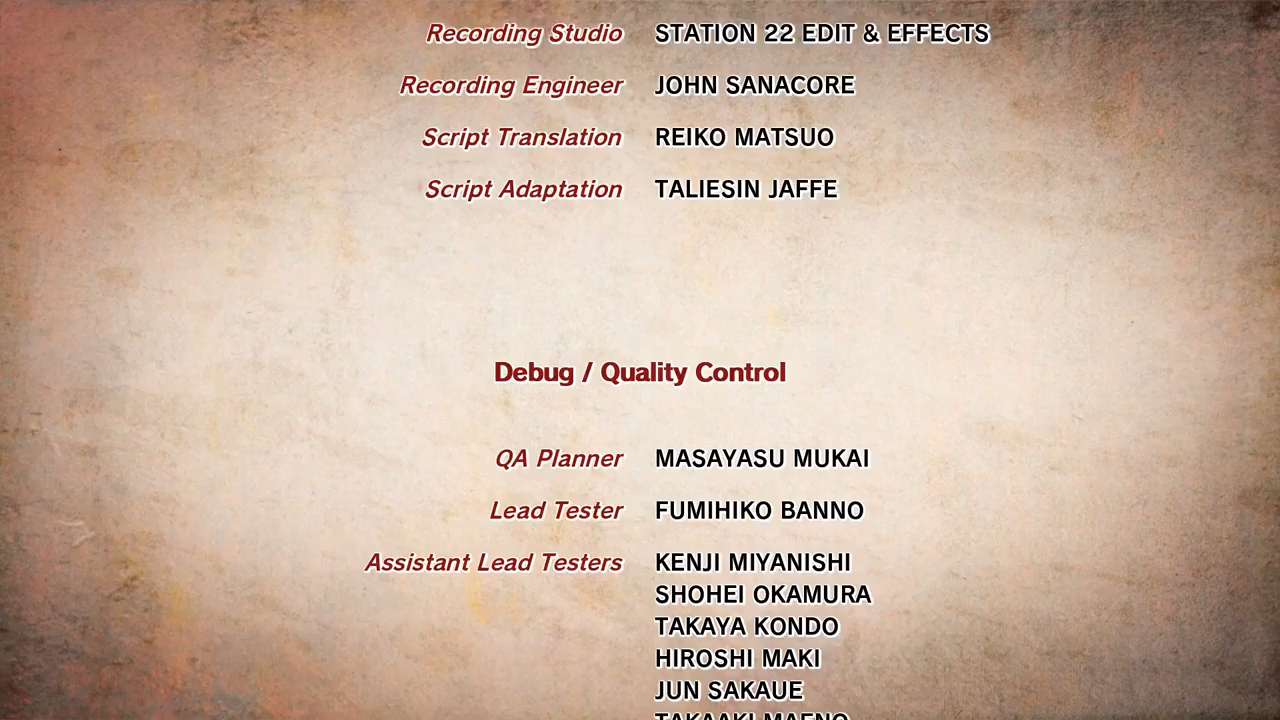 Recording Studio STATION 22 EDIT & EFFECTS
Recording Engineer JOHN SANACORE
Script Translation REIKO MATSUO
Script Adaptation TALIESIN JAFFE
Debug / Quality Control
QA Planner MASAYASU MUKAI
Lead Tester FUMIHIKO BANNO
Assistant Lead Testers KENJI MIYANISHI
SHOHEI OKAMURA
TAKAYA KONDO
HIROSHI MAKI
JUN SAKAUE